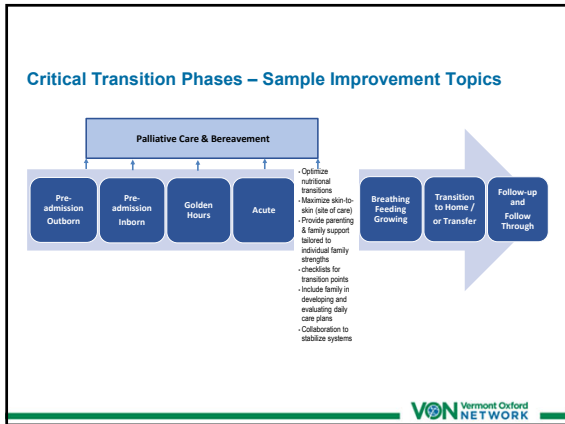 Critical Transition Phases – Sample Improvement Topics
Palliative Care & Bereavement
Pre-
admission
Outborn
Pre-
admission
Inborn
Golden
Hours
Acute
• Optimize
nutritional
transitions
• Maximize skin-to-
skin (site of care)
• Provide parenting
& family support
tailored to
individual family
strengths
• checklists for
transition points
• Include family in
developing and
evaluating daily
care plans
• Collaboration to
stabilize systems
Breathing
Feeding
Growing
Transition
to Home /
or Transfer
Follow-up
and
Follow
Through
VON Vermont Oxford
NETWORK